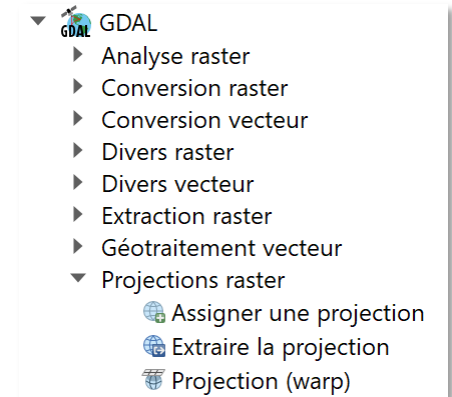 GDAL GDAL
Analyse raster
Conversion raster
Conversion vecteur
Divers raster
Divers vecteur
Extraction raster
Géotraitement vecteur
Projections raster
Assigner une projection
Extraire la projection
Projection (warp)